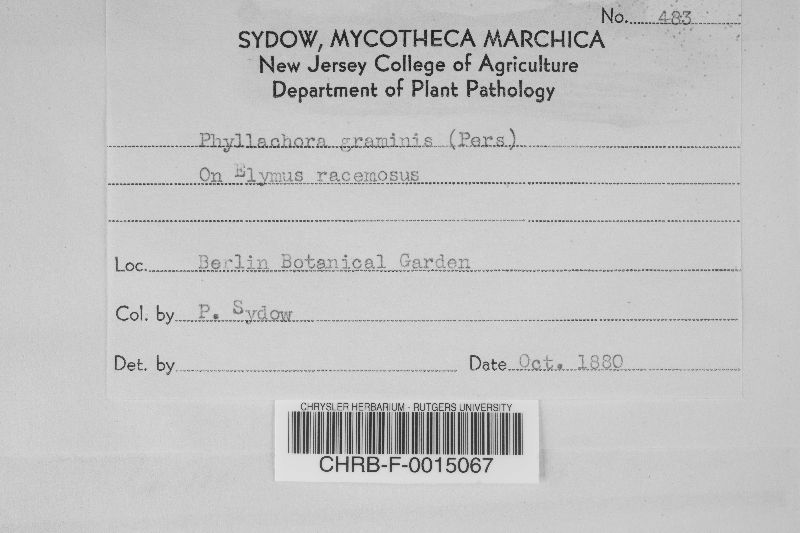 No. 483
SYDOW, MYCOTHECA MARCHICA
New Jersey College of Agriculture
Department of Plant Pathology
Phyllachora graminis (Pers)
On Elymus racemosus
Loc. Berlin Botanical Garden
Col. by P. Sydow
Det. by Date Oct. 1880
CHRYSLER HERBARIUM - RUTGERS UNIVERSITY
CHRB-F-0015067